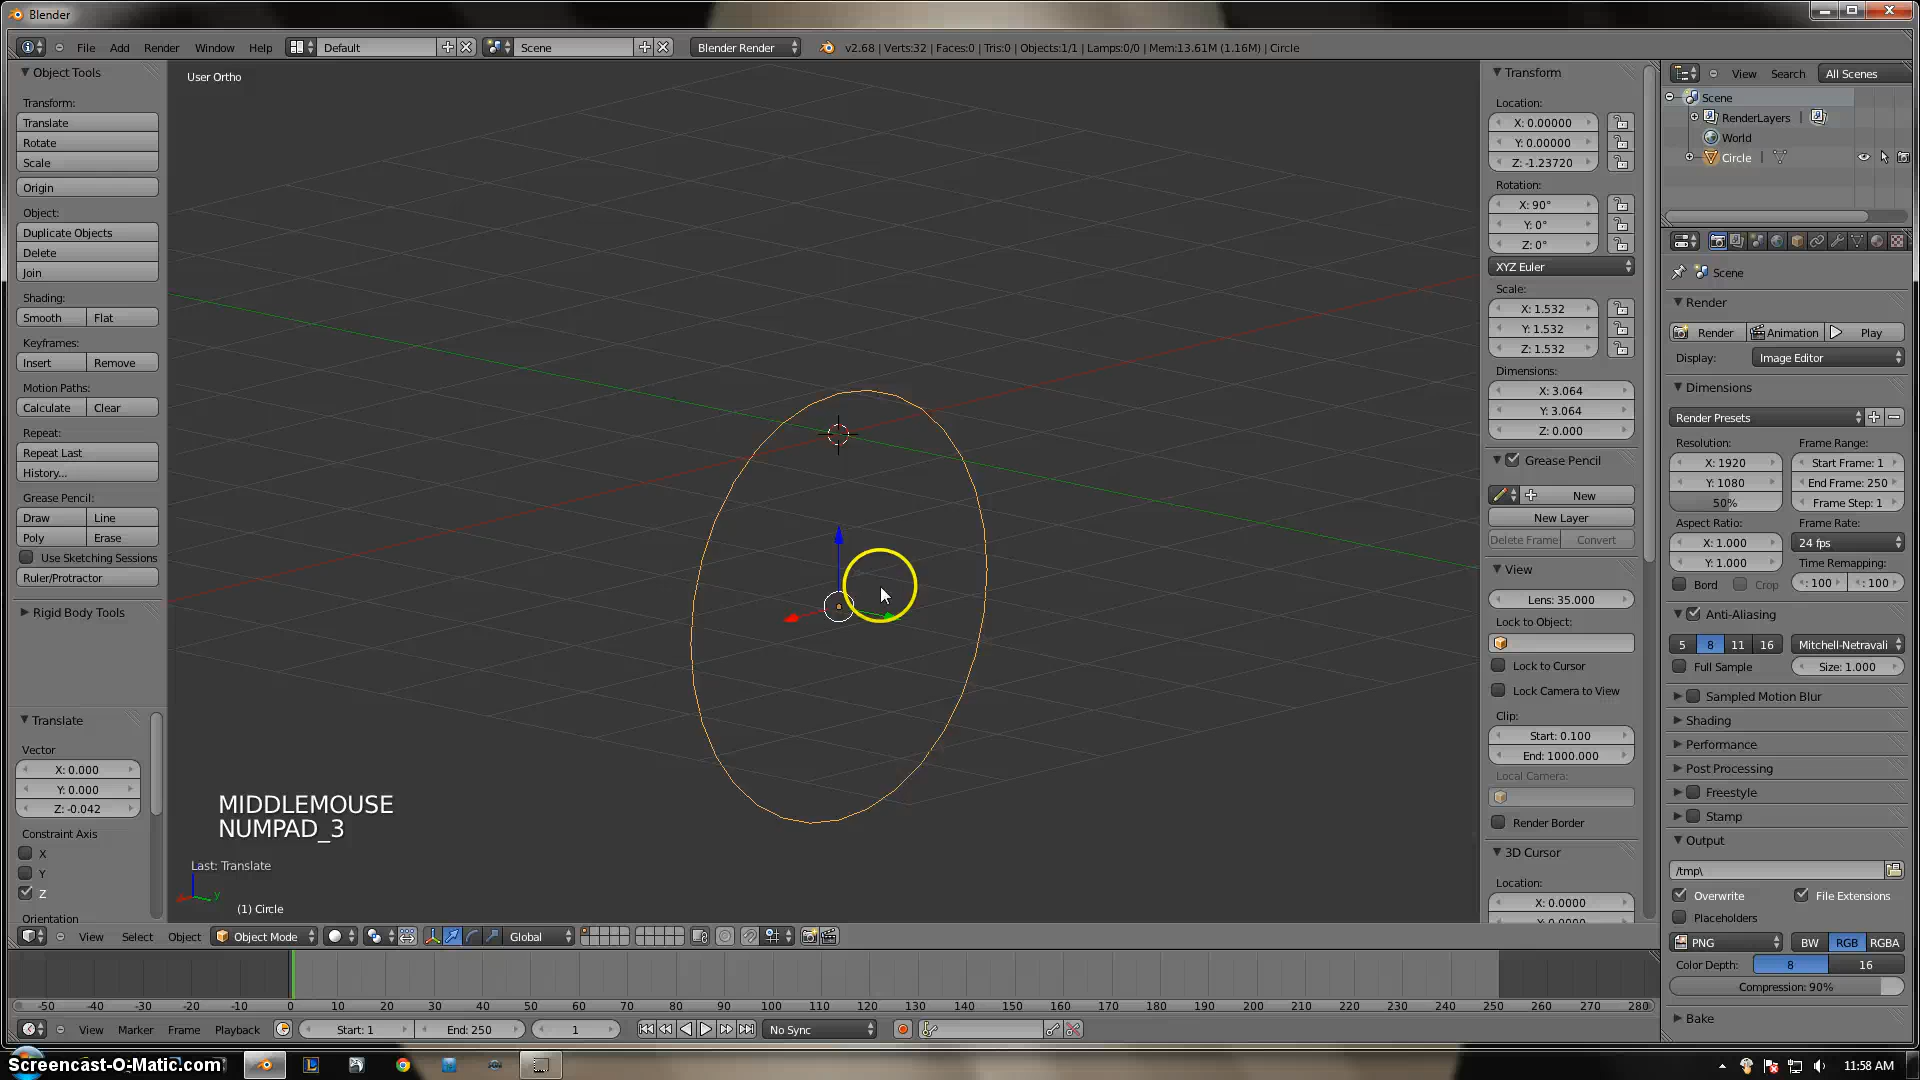 Blender
File Add Render Window Help Default Scene Blender Render v2.68 | Verts:32 | Faces:0 | Tris:0 | Objects:1/1 | Lamps:0/0 | Mem:13.61M (1.16M) | Circle
Object Tools
Transform:
Translate
Rotate
Scale
Origin
Object:
Duplicate Objects
Delete
Join
Shading:
Smooth Flat
Keyframes:
Insert Remove
Motion Paths:
Calculate Clear
Repeat:
Repeat Last
History...
Grease Pencil:
Draw Line
Poly Erase
Use Sketching Sessions
Ruler/Protractor
Rigid Body Tools
Translate
Vector
X: 0.000
Y: 0.000
Z: -0.042
Constraint Axis
X
Y
Z
Orientation
User Ortho
MIDDLEMOUSE
NUMPAD_3
Last: Translate
y
(1) Circle
Transform
Location:
X: 0.00000
Y: 0.00000
Z: -1.23720
Rotation:
X: 90°
Y: 0°
Z: 0°
XYZ Euler
Scale:
X: 1.532
Y: 1.532
Z: 1.532
Dimensions:
X: 3.064
Y: 3.064
Z: 0.000
Grease Pencil
New
New Layer
Delete Frame Convert
View
Lens: 35.000
Lock to Object:
Lock to Cursor
Lock Camera to View
Clip:
Start: 0.100
End: 1000.000
Local Camera:
Render Border
3D Cursor
Location:
X: 0.0000
View Search All Scenes
Scene
RenderLayers
World
Circle
Scene
Render
Render Animation Play
Display: Image Editor
Dimensions
Render Presets
Resolution: Frame Range:
X: 1920 Start Frame: 1
Y: 1080 End Frame: 250
50% Frame Step: 1
Aspect Ratio: Frame Rate:
X: 1.000 24 fps
Y: 1.000 Time Remapping:
Bord Crop : 100 : 100
Anti-Aliasing
5 8 11 16 Mitchell-Netravali
Full Sample Size: 1.000
Sampled Motion Blur
Shading
Performance
Post Processing
Freestyle
Stamp
Output
/tmp\
Overwrite File Extensions
Placeholders
PNG BW RGB RGBA
Color Depth: 8 16
Compression: 90%
Bake
View Select Object Object Mode Global
-50 -40 -30 -20 -10 0 10 20 30 40 50 60 70 80 90 100 110 120 130 140 150 160 170 180 190 200 210 220 230 240 250 260 270 280
View Marker Frame Playback Start: 1 End: 250 1 No Sync
Screencast-O-Matic.com 11:58 AM